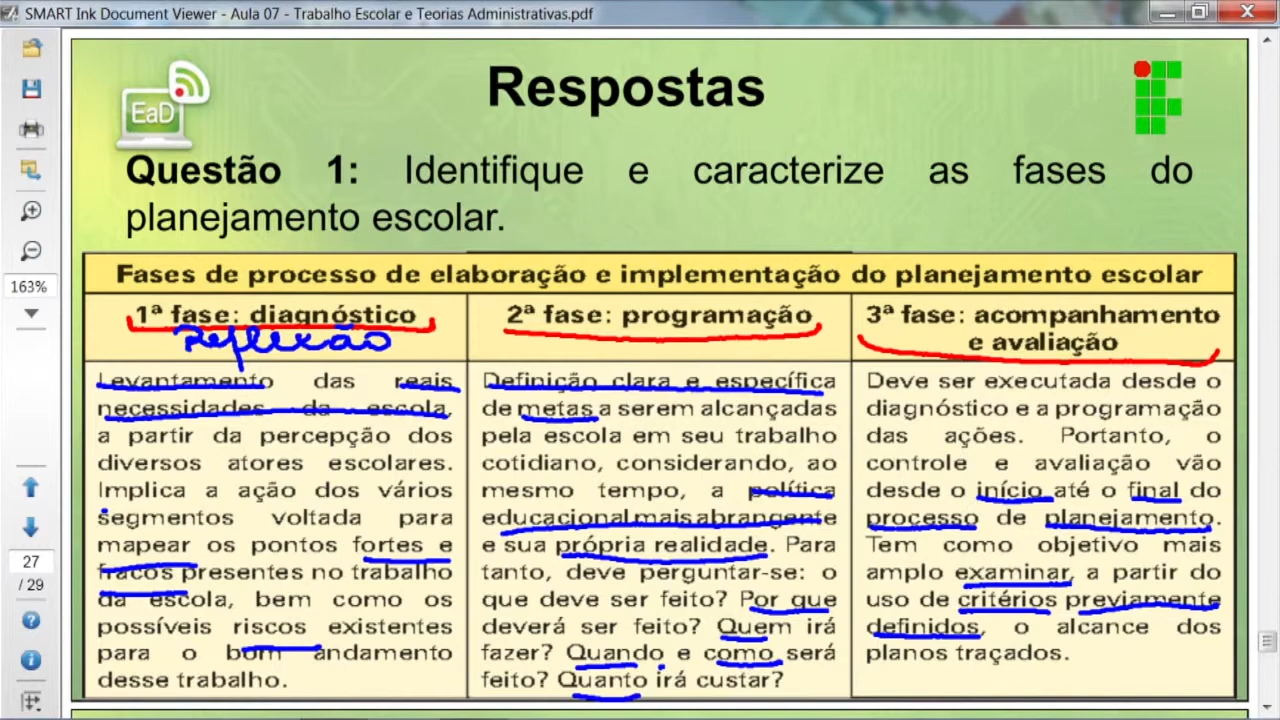 SMART Ink Document Viewer - Aula 07 - Trabalho Escolar e Teorias Administrativas.pdf
EaD
Respostas
Questão 1: Identifique e caracterize as fases do
planejamento escolar.
163%
27
/ 29
Fases de processo de elaboração e implementação do planejamento escolar
1ª fase: diagnóstico
Reflexão
Levantamento das reais
necessidades da escola,
a partir da percepção dos
diversos atores escolares.
Implica a ação dos vários
segmentos voltada para
mapear os pontos fortes e
fracos presentes no trabalho
da escola, bem como os
possíveis riscos existentes
para o bom andamento
desse trabalho.
2ª fase: programação
Definição clara e específica
de metas a serem alcançadas
pela escola em seu trabalho
cotidiano, considerando, ao
mesmo tempo, a política
educacional mais abrangente
e sua própria realidade. Para
tanto, deve perguntar-se: o
que deve ser feito? Por que
deverá ser feito? Quem irá
fazer? Quando e como será
feito? Quanto irá custar?
3ª fase: acompanhamento
e avaliação
Deve ser executada desde o
diagnóstico e a programação
das ações. Portanto, o
controle e avaliação vão
desde o início até o final do
processo de planejamento.
Tem como objetivo mais
amplo examinar, a partir do
uso de critérios previamente
definidos, o alcance dos
planos traçados.